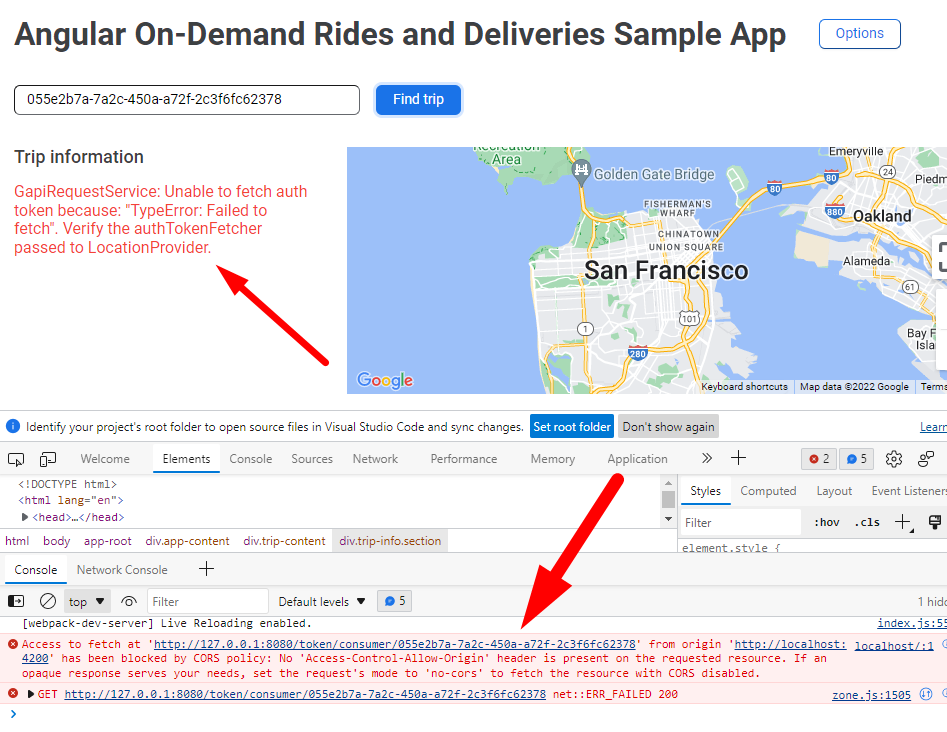 Angular On-Demand Rides and Deliveries Sample App
Options
055e2b7a-7a2c-450a-a72f-2c3f6fc62378
Find trip
Trip information
GapiRequestService: Unable to fetch auth
token because: "TypeError: Failed to
fetch". Verify the authTokenFetcher
passed to LocationProvider.
Recreation
Area
Golden Gate Bridge
Emeryville
80
80
24
Piedm
FISHERMAN'S
WHARF
880
Oakland
CHINATOWN
UNION SQUARE
San Francisco
Alameda
61
101
1
280
Bay F
Isla
Google
Keyboard shortcuts
Map data ©2022 Google
Terms
Identify your project's root folder to open source files in Visual Studio Code and sync changes.
Set root folder
Don't show again
Learn
Welcome
Elements
Console
Sources
Network
Performance
Memory
Application
2
5
<!DOCTYPE html>
<html lang="en">
<head>…</head>
Styles
Computed
Layout
Event Listeners
Filter
:hov
.cls
element.style {
html
body
app-root
div.app-content
div.trip-content
div.trip-info.section
Console
Network Console
top
Filter
Default levels
5
1 hidd
[webpack-dev-server] Live Reloading enabled.
index.js:55
Access to fetch at 'http://127.0.0.1:8080/token/consumer/055e2b7a-7a2c-450a-a72f-2c3f6fc62378' from origin 'http://localhost:
localhost/:1
4200' has been blocked by CORS policy: No 'Access-Control-Allow-Origin' header is present on the requested resource. If an
opaque response serves your needs, set the request's mode to 'no-cors' to fetch the resource with CORS disabled.
GET http://127.0.0.1:8080/token/consumer/055e2b7a-7a2c-450a-a72f-2c3f6fc62378 net::ERR_FAILED 200
zone.js:1505